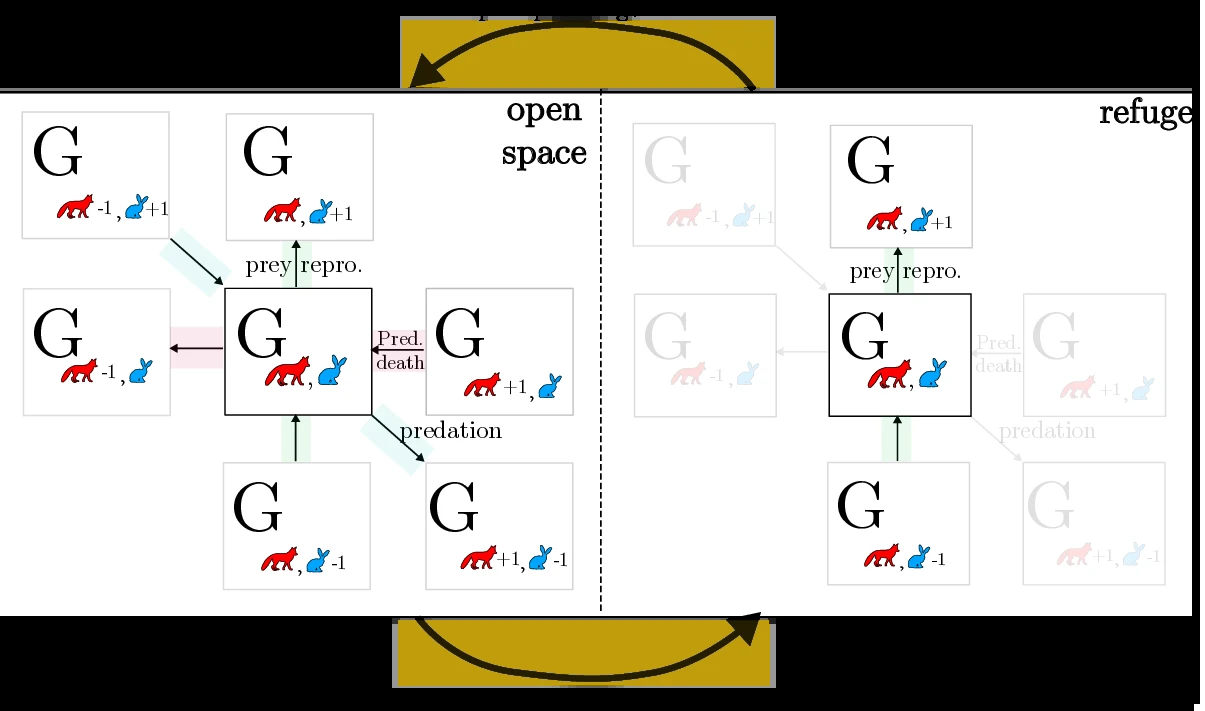 open
space
refuge
G
-1, +1
G
, +1
G
-1, +1
G
, +1
prey repro.
prey repro.
G
-1,
G
,
Pred.
death
G
+1,
G
-1,
G
,
Pred.
death
G
+1,
predation
predation
G
, -1
G
+1, -1
G
, -1
G
+1, -1